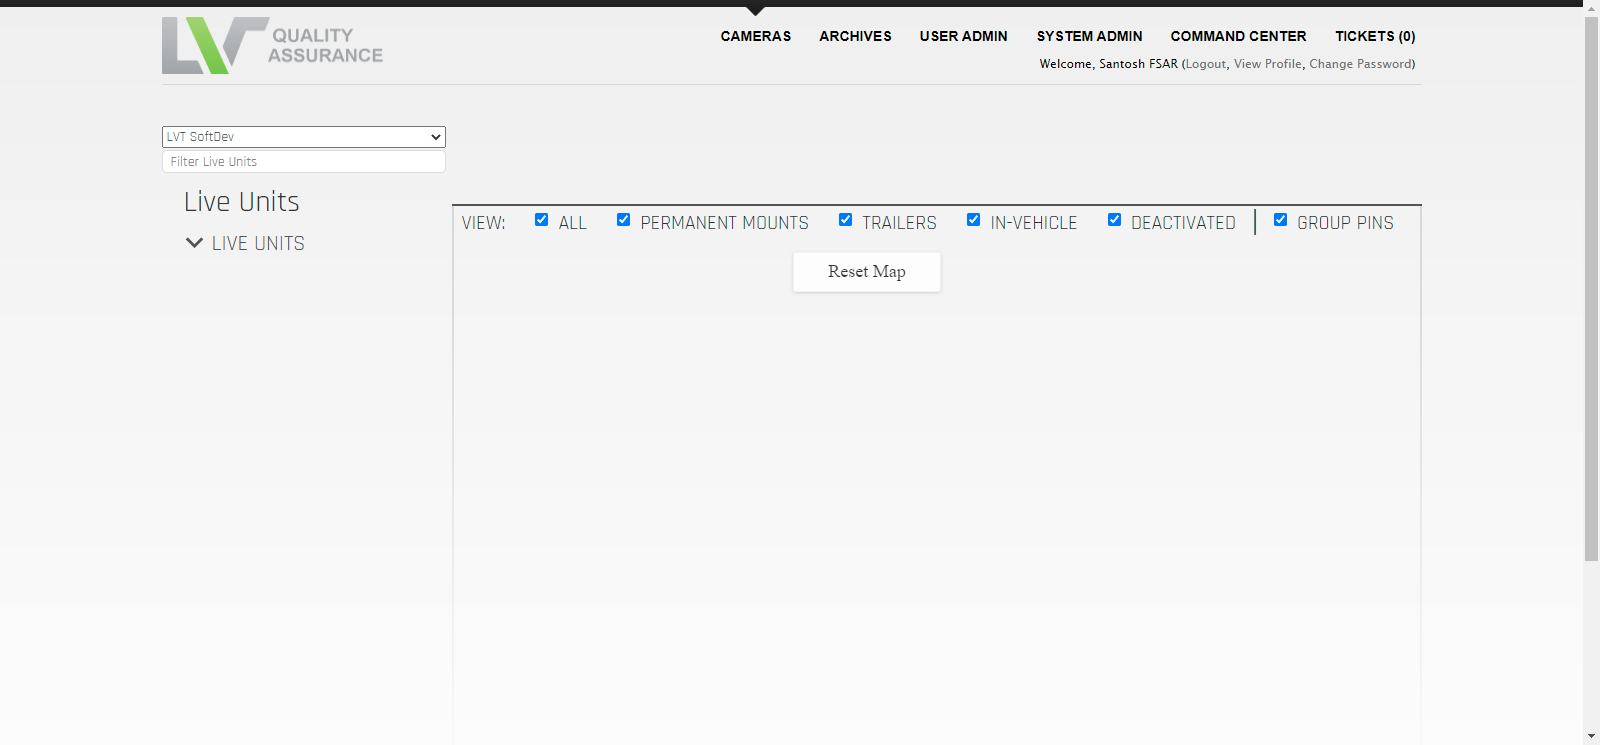 LVT QUALITY ASSURANCE
CAMERAS ARCHIVES USER ADMIN SYSTEM ADMIN COMMAND CENTER TICKETS (0)
Welcome, Santosh FSAR (Logout, View Profile, Change Password)
LVT SoftDev
Filter Live Units
Live Units
LIVE UNITS
VIEW: ALL PERMANENT MOUNTS TRAILERS IN-VEHICLE DEACTIVATED GROUP PINS
Reset Map